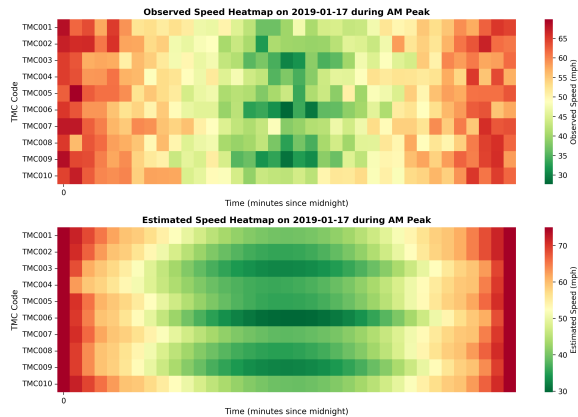 Observed Speed Heatmap on 2019-01-17 during AM Peak
TMC Code
TMC001
TMC002
TMC003
TMC004
TMC005
TMC006
TMC007
TMC008
TMC009
TMC010
0
Time (minutes since midnight)
65
60
55
50
45
40
35
30
Observed Speed (mph)
Estimated Speed Heatmap on 2019-01-17 during AM Peak
TMC Code
TMC001
TMC002
TMC003
TMC004
TMC005
TMC006
TMC007
TMC008
TMC009
TMC010
0
Time (minutes since midnight)
70
60
50
40
30
Estimated Speed (mph)